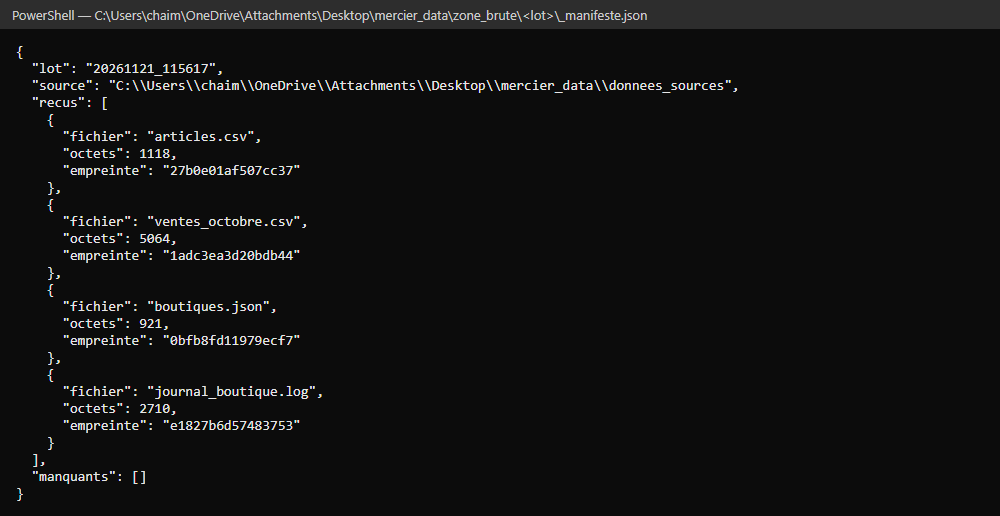 PowerShell — C:\Users\chaim\OneDrive\Attachments\Desktop\mercier_data\zone_brute\<lot>\_manifeste.json
{
  "lot": "20261121_115617",
  "source": "C:\\Users\\chaim\\OneDrive\\Attachments\\Desktop\\mercier_data\\donnees_sources",
  "recus": [
    {
      "fichier": "articles.csv",
      "octets": 1118,
      "empreinte": "27b0e01af507cc37"
    },
    {
      "fichier": "ventes_octobre.csv",
      "octets": 5064,
      "empreinte": "1adc3ea3d20bdb44"
    },
    {
      "fichier": "boutiques.json",
      "octets": 921,
      "empreinte": "0bfb8fd11979ecf7"
    },
    {
      "fichier": "journal_boutique.log",
      "octets": 2710,
      "empreinte": "e1827b6d57483753"
    }
  ],
  "manquants": []
}